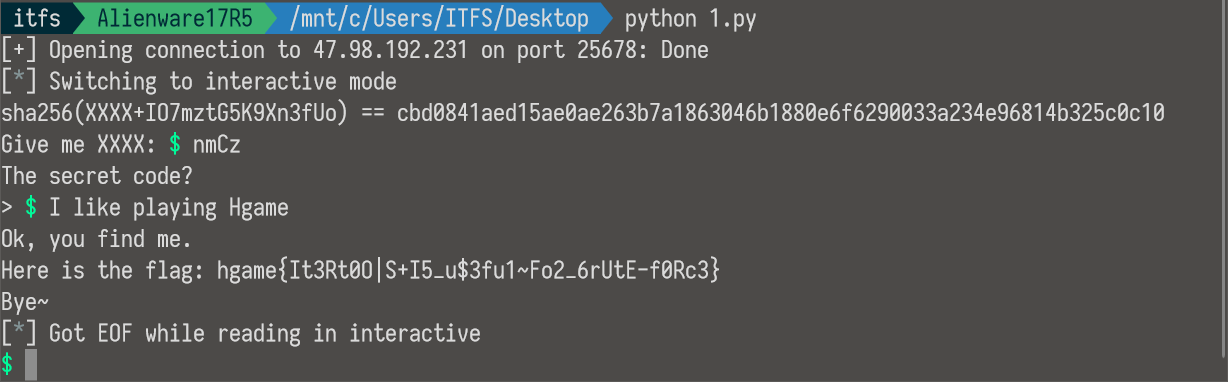 itfs Alienware17R5 /mnt/c/Users/ITFS/Desktop python 1.py
[+] Opening connection to 47.98.192.231 on port 25678: Done
[*] Switching to interactive mode
sha256(XXXX+IO7mztG5K9Xn3fUo) == cbd0841aed15ae0ae263b7a1863046b1880e6f6290033a234e96814b325c0c10
Give me XXXX: $ nmCz
The secret code?
> $ I like playing Hgame
Ok, you find me.
Here is the flag: hgame{It3Rt0O|S+I5_u$3fu1~Fo2_6rUtE-f0Rc3}
Bye~
[*] Got EOF while reading in interactive
$